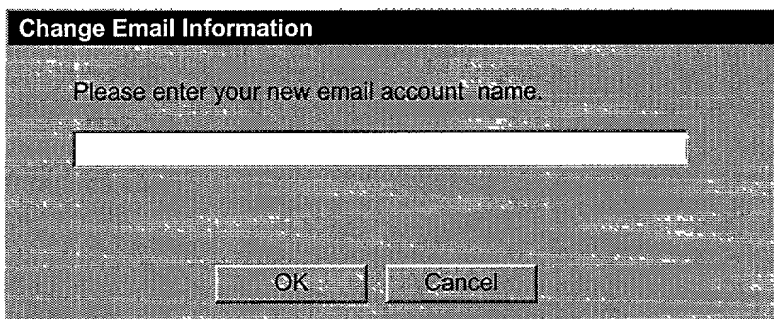 Change Email Information
Please enter your new email account name.
OK Cancel